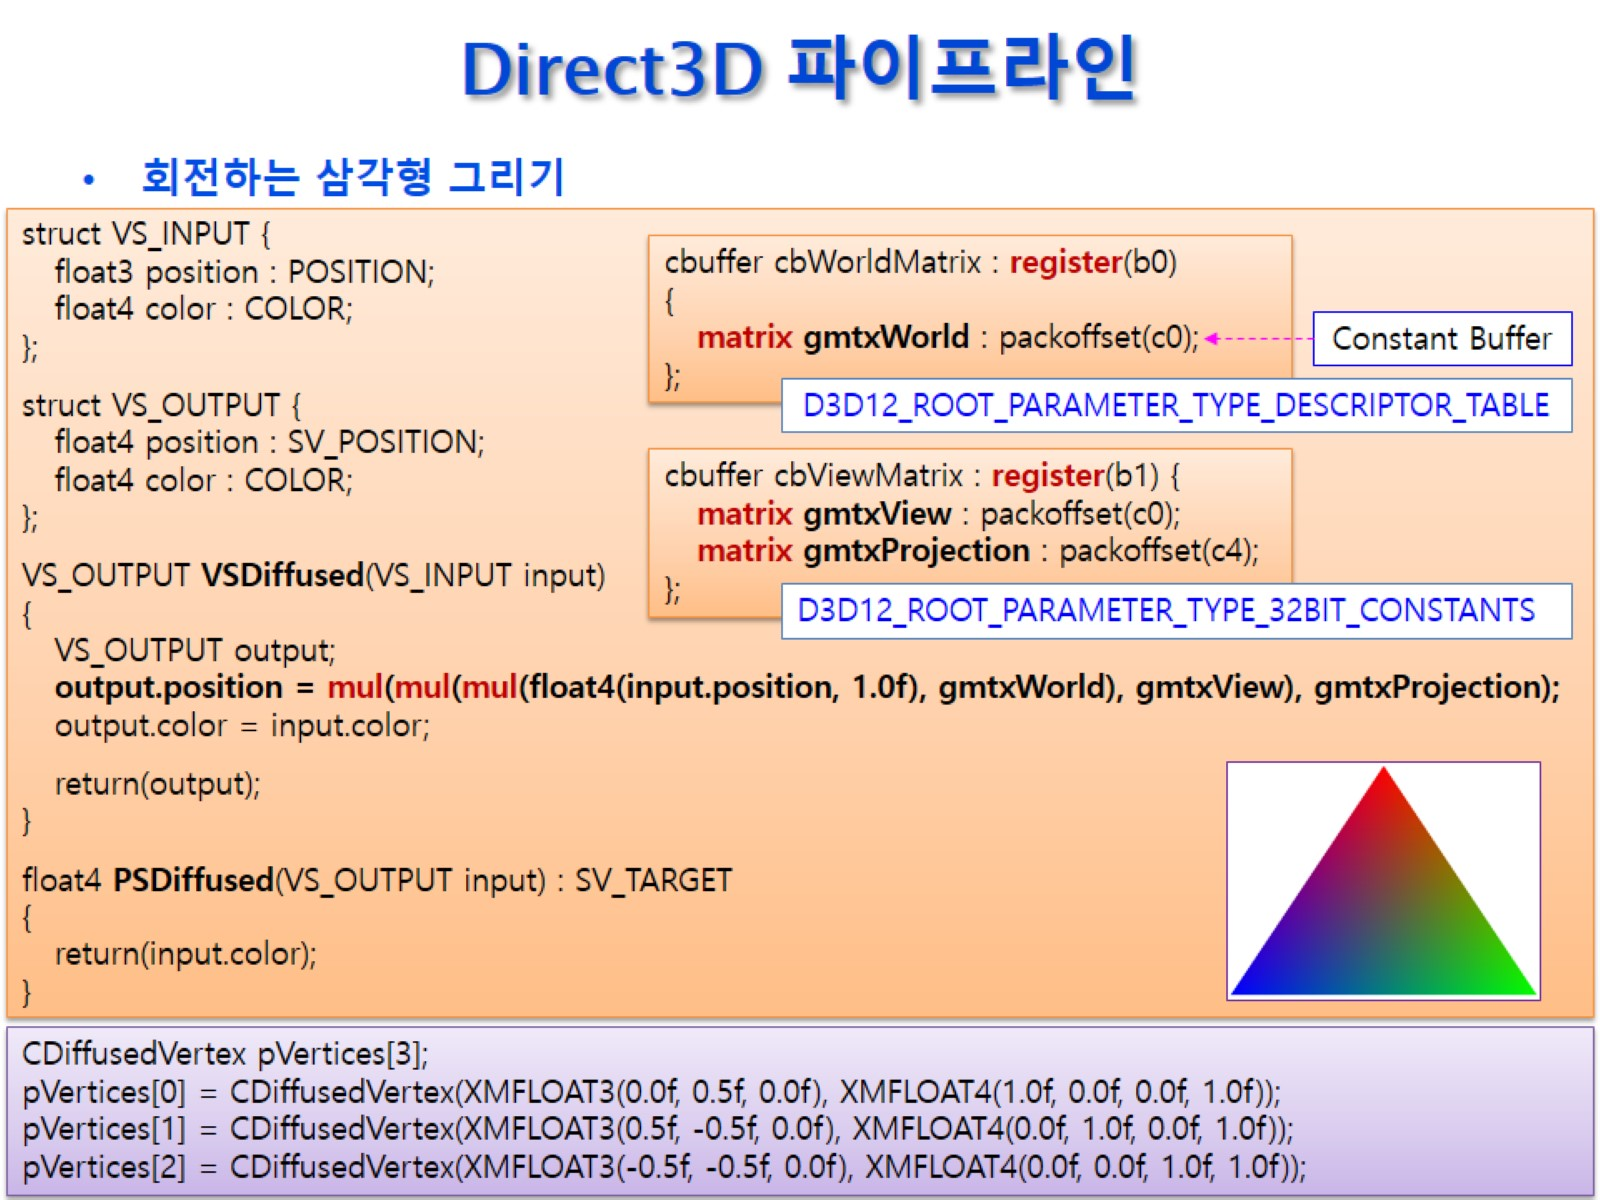 Direct3D 파이프라인
• 회전하는 삼각형 그리기
struct VS_INPUT {
float3 position : POSITION;
float4 color : COLOR;
};
struct VS_OUTPUT {
float4 position : SV_POSITION;
float4 color : COLOR;
};
VS_OUTPUT VSDiffused(VS_INPUT input)
{
VS_OUTPUT output;
output.position = mul(mul(mul(float4(input.position, 1.0f), gmtxWorld), gmtxView), gmtxProjection);
output.color = input.color;
return(output);
}
float4 PSDiffused(VS_OUTPUT input) : SV_TARGET
{
return(input.color);
}
cbuffer cbWorldMatrix : register(b0)
{
matrix gmtxWorld : packoffset(c0);
};
Constant Buffer
D3D12_ROOT_PARAMETER_TYPE_DESCRIPTOR_TABLE
cbuffer cbViewMatrix : register(b1) {
matrix gmtxView : packoffset(c0);
matrix gmtxProjection : packoffset(c4);
};
D3D12_ROOT_PARAMETER_TYPE_32BIT_CONSTANTS
CDiffusedVertex pVertices[3];
pVertices[0] = CDiffusedVertex(XMFLOAT3(0.0f, 0.5f, 0.0f), XMFLOAT4(1.0f, 0.0f, 0.0f, 1.0f));
pVertices[1] = CDiffusedVertex(XMFLOAT3(0.5f, -0.5f, 0.0f), XMFLOAT4(0.0f, 1.0f, 0.0f, 1.0f));
pVertices[2] = CDiffusedVertex(XMFLOAT3(-0.5f, -0.5f, 0.0f), XMFLOAT4(0.0f, 0.0f, 1.0f, 1.0f));